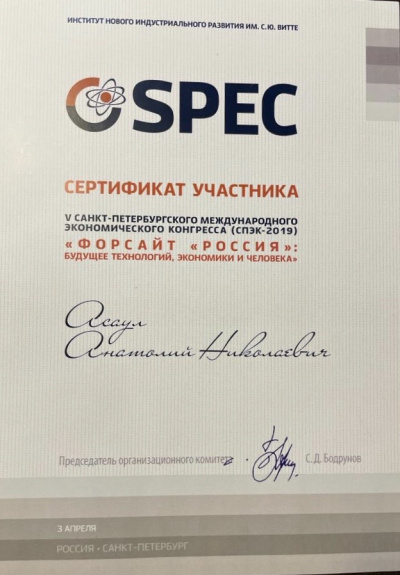 ИНСТИТУТ НОВОГО ИНДУСТРИАЛЬНОГО РАЗВИТИЯ ИМ. С.Ю. ВИТТЕ
SPEC
СЕРТИФИКАТ УЧАСТНИКА
V САНКТ-ПЕТЕРБУРГСКОГО МЕЖДУНАРОДНОГО
ЭКОНОМИЧЕСКОГО КОНГРЕССА (СПЭК-2019)
«ФОРСАЙТ «РОССИЯ»:
БУДУЩЕЕ ТЕХНОЛОГИЙ, ЭКОНОМИКИ И ЧЕЛОВЕКА»
Асаул
Анатолий Николаевич
Председатель организационного комитета С.Д. Бодрунов
3 АПРЕЛЯ
РОССИЯ • САНКТ-ПЕТЕРБУРГ